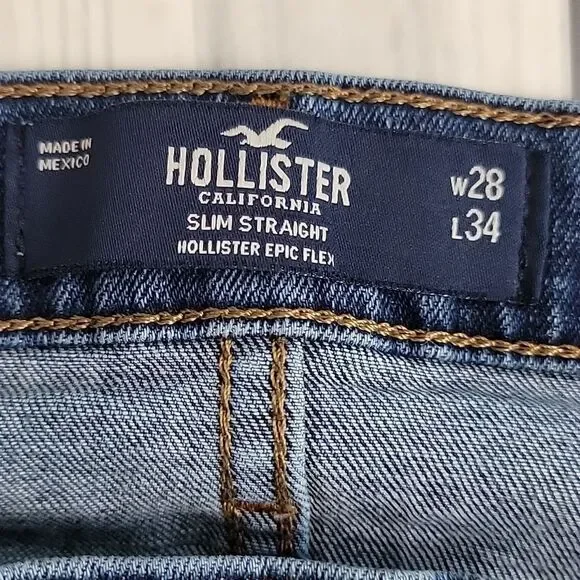 MADE IN
MEXICO
HOLLISTER
CALIFORNIA
SLIM STRAIGHT
HOLLISTER EPIC FLEX
W28
L34